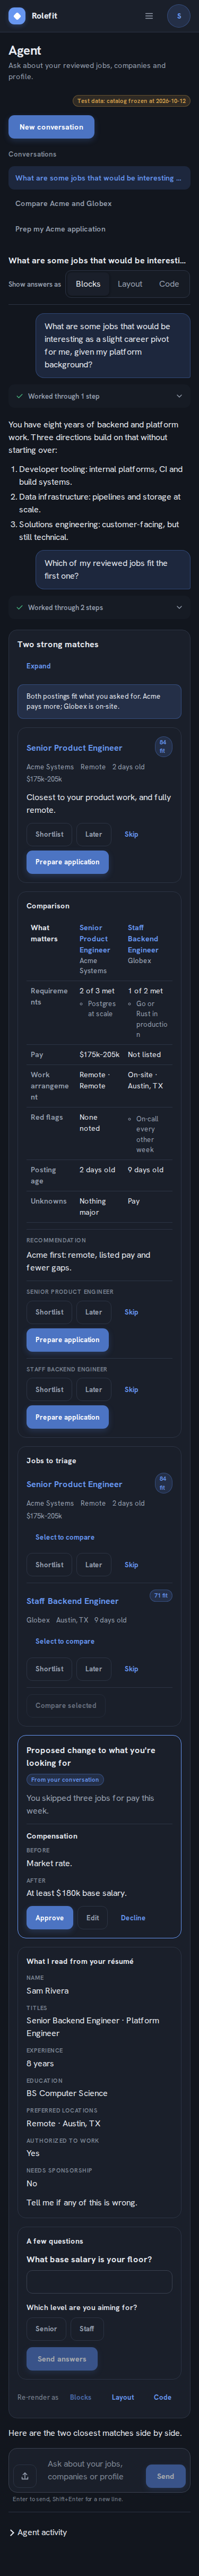 Rolefit
S
Agent
Ask about your reviewed jobs, companies and
profile.
Test data: catalog frozen at 2026-10-12
New conversation
Conversations
What are some jobs that would be interesting ...
Compare Acme and Globex
Prep my Acme application
What are some jobs that would be interesti...
Show answers as
Blocks
Layout
Code
What are some jobs that would be
interesting as a slight career pivot
for me, given my platform
background?
Worked through 1 step
You have eight years of backend and platform
work. Three directions build on that without
starting over:
1. Developer tooling: internal platforms, CI and
build systems.
2. Data infrastructure: pipelines and storage at
scale.
3. Solutions engineering: customer-facing, but
still technical.
Which of my reviewed jobs fit the
first one?
Worked through 2 steps
Two strong matches
Expand
Both postings fit what you asked for. Acme
pays more; Globex is on-site.
Senior Product Engineer
84
fit
Acme Systems Remote 2 days old
$175k-205k
Closest to your product work, and fully
remote.
Shortlist Later Skip
Prepare application
Comparison
What
matters
Senior
Product
Engineer
Acme
Systems
Staff
Backend
Engineer
Globex
Requireme
nts
2 of 3 met
Postgres
at scale
1 of 2 met
Go or
Rust in
productio
n
Pay $175k-205k Not listed
Work
arrangeme
nt
Remote ·
Remote
On-site ·
Austin, TX
Red flags
None
noted
On-call
every
other
week
Posting
age
2 days old 9 days old
Unknowns
Nothing
major
Pay
RECOMMENDATION
Acme first: remote, listed pay and
fewer gaps.
SENIOR PRODUCT ENGINEER
Shortlist Later Skip
Prepare application
STAFF BACKEND ENGINEER
Shortlist Later Skip
Prepare application
Jobs to triage
Senior Product Engineer
84
fit
Acme Systems Remote 2 days old
$175k-205k
Select to compare
Shortlist Later Skip
Staff Backend Engineer 71 fit
Globex Austin, TX 9 days old
Select to compare
Shortlist Later Skip
Compare selected
Proposed change to what you're
looking for
From your conversation
You skipped three jobs for pay this
week.
Compensation
BEFORE
Market rate.
AFTER
At least $180k base salary.
Approve Edit Decline
What I read from your résumé
NAME
Sam Rivera
TITLES
Senior Backend Engineer · Platform
Engineer
EXPERIENCE
8 years
EDUCATION
BS Computer Science
PREFERRED LOCATIONS
Remote · Austin, TX
AUTHORIZED TO WORK
Yes
NEEDS SPONSORSHIP
No
Tell me if any of this is wrong.
A few questions
What base salary is your floor?
Which level are you aiming for?
Senior Staff
Send answers
Re-render as Blocks Layout Code
Here are the two closest matches side by side.
Ask about your jobs,
companies or profile
Send
Enter to send, Shift+Enter for a new line.
Agent activity